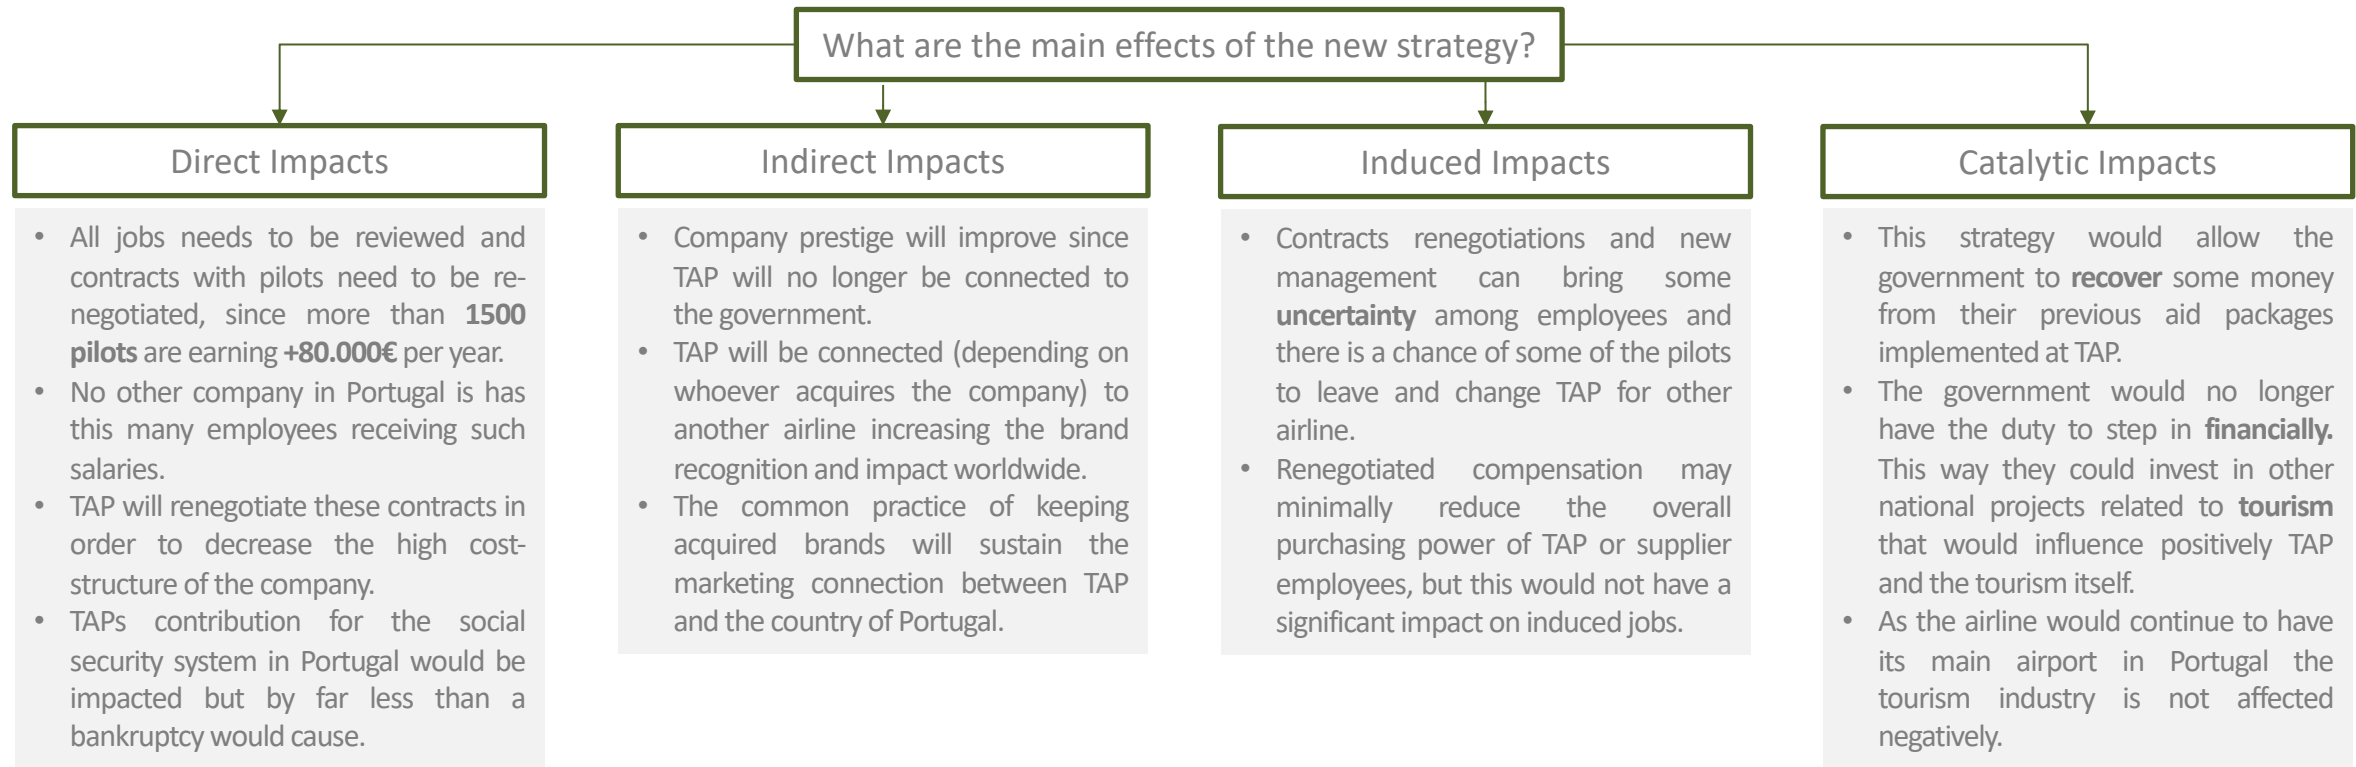 What are the main effects of the new strategy?
Direct Impacts
• All jobs needs to be reviewed and
contracts with pilots need to be re-
negotiated, since more than 1500
pilots are earning +80.000€ per year.
• No other company in Portugal is has
this many employees receiving such
salaries.
• TAP will renegotiate these contracts in
order to decrease the high cost-
structure of the company.
• TAPs contribution for the social
security system in Portugal would be
impacted but by far less than a
bankruptcy would cause.
Indirect Impacts
• Company prestige will improve since
TAP will no longer be connected to
the government.
• TAP will be connected (depending on
whoever acquires the company) to
another airline increasing the brand
recognition and impact worldwide.
• The common practice of keeping
acquired brands will sustain the
marketing connection between TAP
and the country of Portugal.
Induced Impacts
• Contracts renegotiations and new
management can bring some
uncertainty among employees and
there is a chance of some of the pilots
to leave and change TAP for other
airline.
• Renegotiated compensation may
minimally reduce the overall
purchasing power of TAP or supplier
employees, but this would not have a
significant impact on induced jobs.
Catalytic Impacts
• This strategy would allow the
government to recover some money
from their previous aid packages
implemented at TAP.
• The government would no longer
have the duty to step in financially.
This way they could invest in other
national projects related to tourism
that would influence positively TAP
and the tourism itself.
• As the airline would continue to have
its main airport in Portugal the
tourism industry is not affected
negatively.